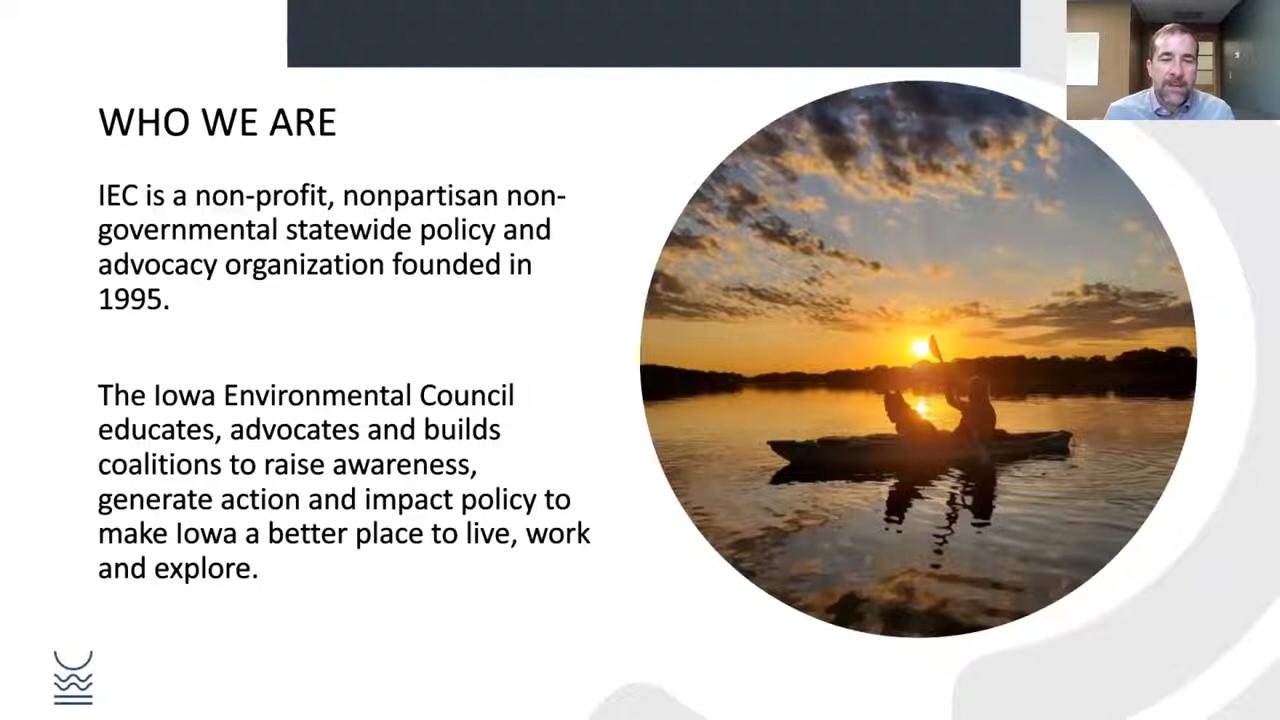 WHO WE ARE
IEC is a non-profit, nonpartisan non-
governmental statewide policy and
advocacy organization founded in
1995.
The Iowa Environmental Council
educates, advocates and builds
coalitions to raise awareness,
generate action and impact policy to
make Iowa a better place to live, work
and explore.